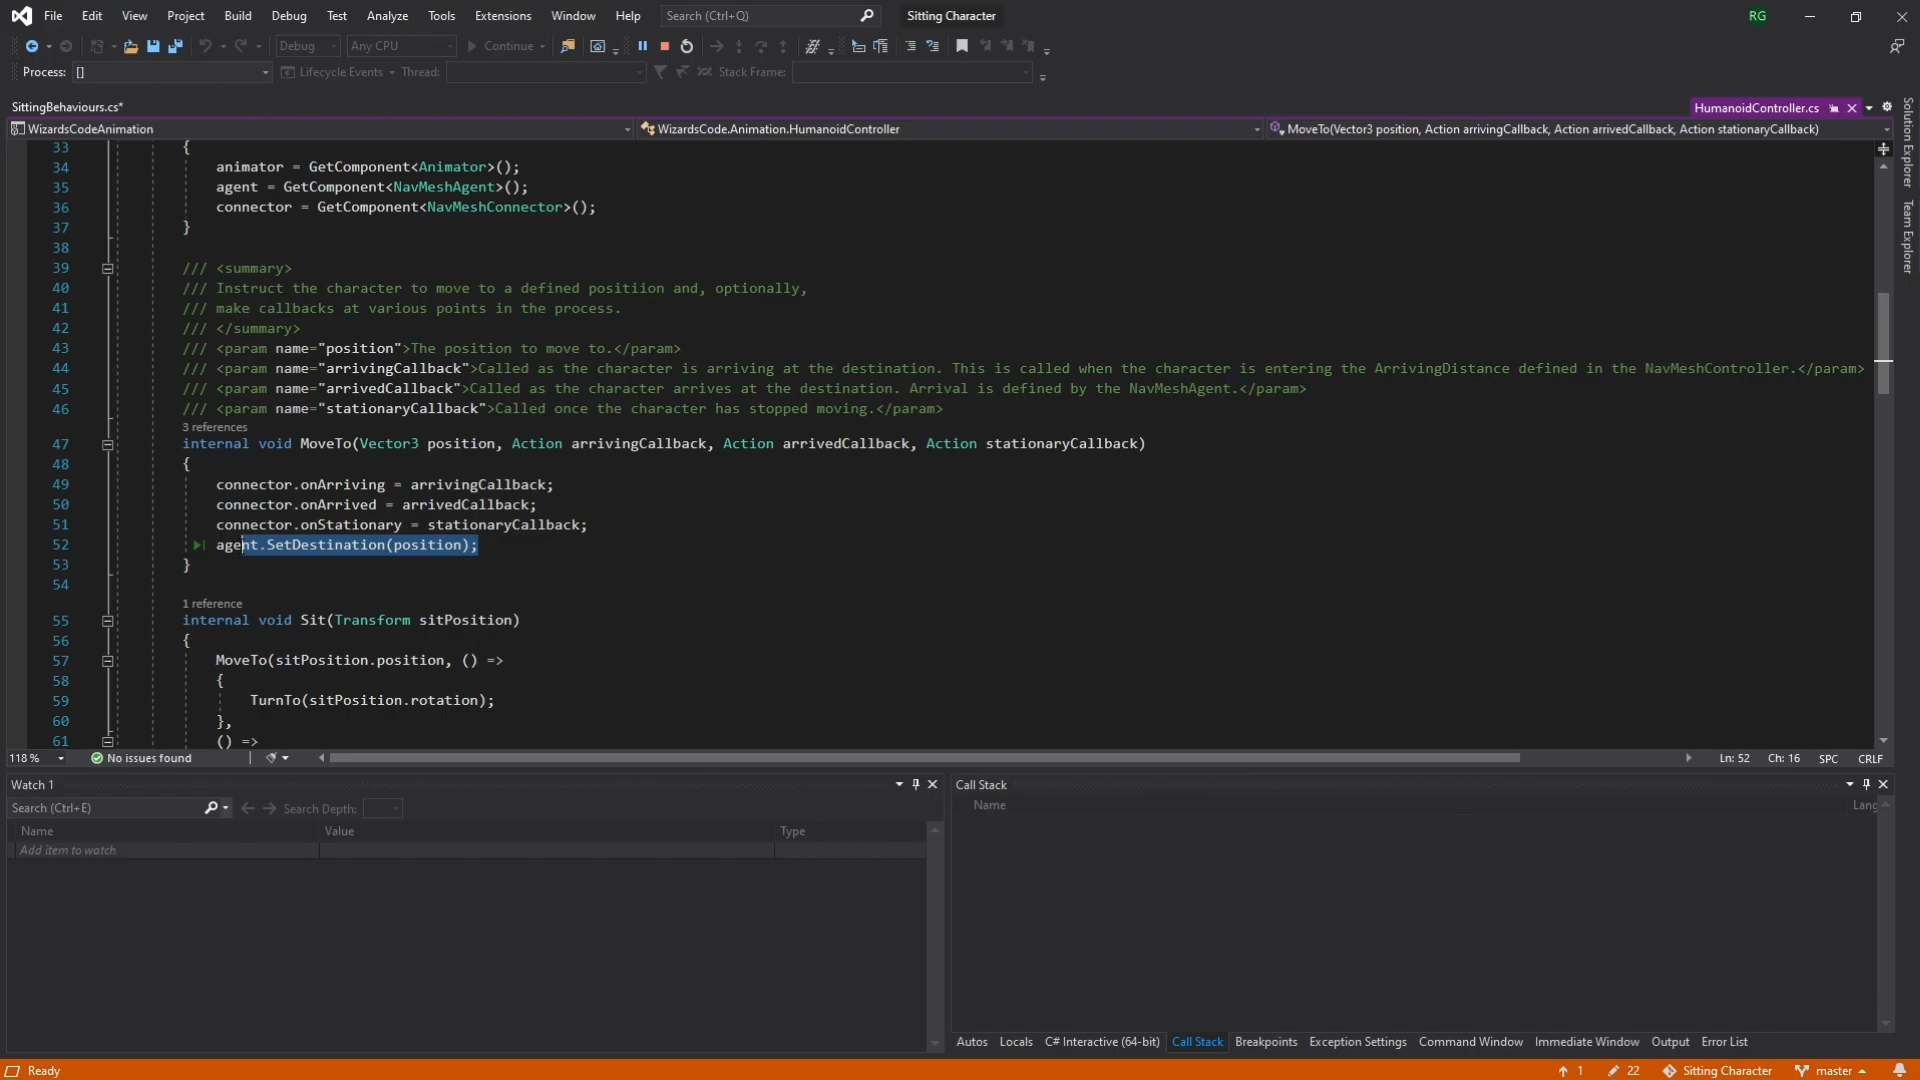 File Edit View Project Build Debug Test Analyze Tools Extensions Window Help Search (Ctrl+Q) Sitting Character RG
Debug Any CPU Continue
Process: [] Lifecycle Events Thread: Stack Frame:
SittingBehaviours.cs* HumanoidController.cs
WizardsCodeAnimation WizardsCode.Animation.HumanoidController MoveTo(Vector3 position, Action arrivingCallback, Action arrivedCallback, Action stationaryCallback)
33 {
34 animator = GetComponent<Animator>();
35 agent = GetComponent<NavMeshAgent>();
36 connector = GetComponent<NavMeshConnector>();
37 }
38
39 /// <summary>
40 /// Instruct the character to move to a defined positiion and, optionally,
41 /// make callbacks at various points in the process.
42 /// </summary>
43 /// <param name="position">The position to move to.</param>
44 /// <param name="arrivingCallback">Called as the character is arriving at the destination. This is called when the character is entering the ArrivingDistance defined in the NavMeshController.</param>
45 /// <param name="arrivedCallback">Called as the character arrives at the destination. Arrival is defined by the NavMeshAgent.</param>
46 /// <param name="stationaryCallback">Called once the character has stopped moving.</param>
3 references
47 internal void MoveTo(Vector3 position, Action arrivingCallback, Action arrivedCallback, Action stationaryCallback)
48 {
49 connector.onArriving = arrivingCallback;
50 connector.onArrived = arrivedCallback;
51 connector.onStationary = stationaryCallback;
52 agent.SetDestination(position);
53 }
54
1 reference
55 internal void Sit(Transform sitPosition)
56 {
57 MoveTo(sitPosition.position, () =>
58 {
59 TurnTo(sitPosition.rotation);
60 },
61 () =>
118 % No issues found Ln: 52 Ch: 16 SPC CRLF
Watch 1
Search (Ctrl+E) Search Depth:
Name Value Type
Add item to watch
Call Stack
Name Lang
Autos Locals C# Interactive (64-bit) Call Stack Breakpoints Exception Settings Command Window Immediate Window Output Error List
Ready 1 22 Sitting Character master
Solution Explorer
Team Explorer